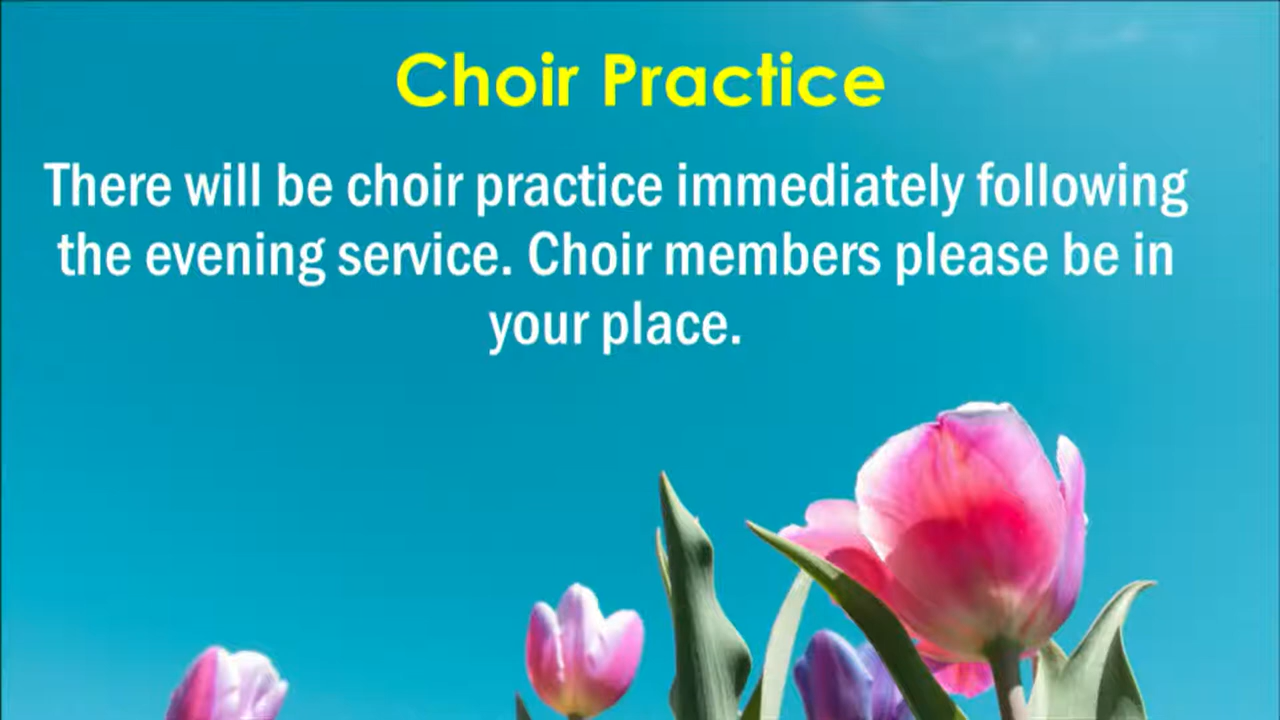 Choir Practice
There will be choir practice immediately following
the evening service. Choir members please be in
your place.